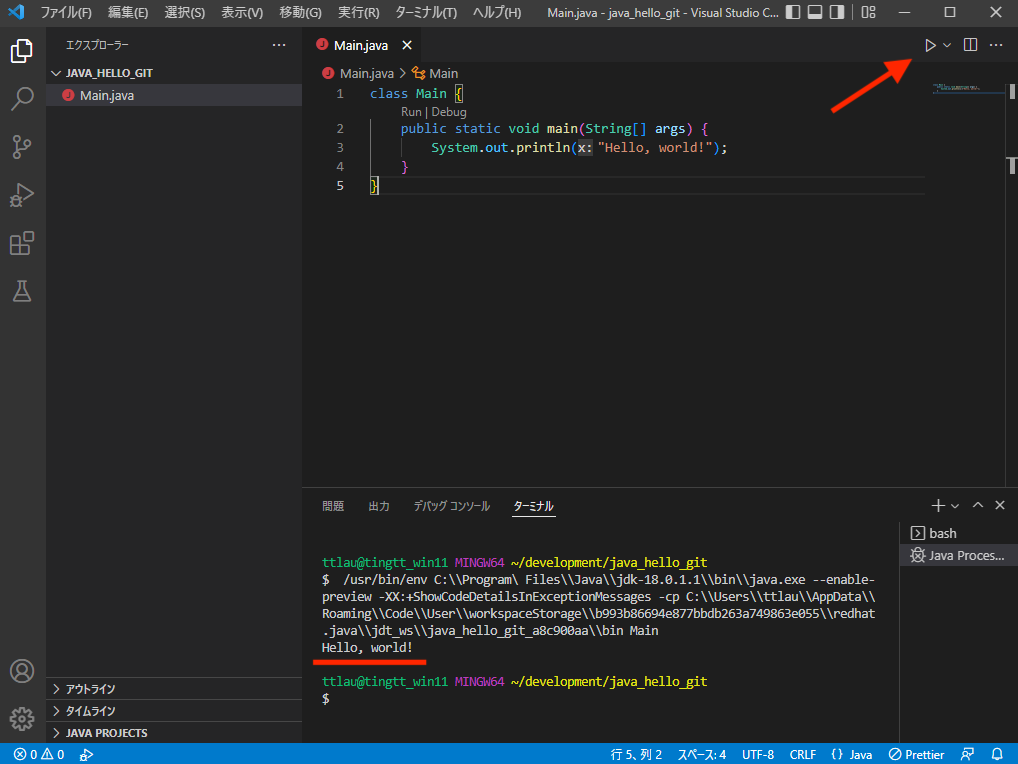 ファイル(F) 編集(E) 選択(S) 表示(V) 移動(G) 実行(R) ターミナル(T) ヘルプ(H) Main.java - java_hello_git - Visual Studio C...
エクスプローラー
JAVA_HELLO_GIT
Main.java
Main.java
Main.java > Main
1 class Main {
Run | Debug
2 public static void main(String[] args) {
3 System.out.println(x: "Hello, world!");
4 }
5 }
問題 出力 デバッグ コンソール ターミナル
bash
Java Proces...
ttlau@tingtt_win11 MINGW64 ~/development/java_hello_git
$ /usr/bin/env C:\\Program\ Files\\Java\\jdk-18.0.1.1\\bin\\java.exe --enable-
preview -XX:+ShowCodeDetailsInExceptionMessages -cp C:\\Users\\ttlau\\AppData\\
Roaming\\Code\\User\\workspaceStorage\\b993b86694e877bbdb263a749863e055\\redhat
.java\\jdt_ws\\java_hello_git_a8c900aa\\bin Main
Hello, world!
ttlau@tingtt_win11 MINGW64 ~/development/java_hello_git
$
アウトライン
タイムライン
JAVA PROJECTS
0 0 行 5、列 2 スペース: 4 UTF-8 CRLF {} Java Prettier